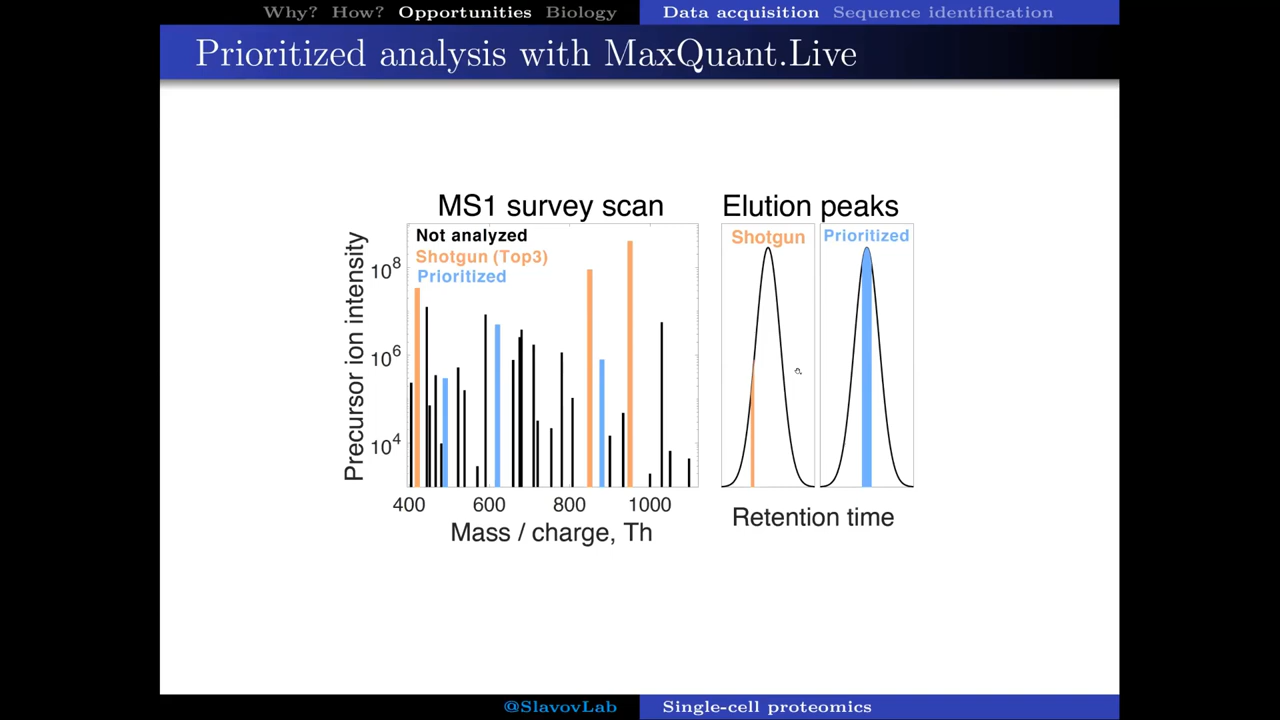 Why? How? Opportunities Biology Data acquisition Sequence identification
Prioritized analysis with MaxQuant.Live
MS1 survey scan
Elution peaks
Not analyzed
Shotgun (Top3)
Prioritized
Shotgun
Prioritized
Precursor ion intensity
10^8
10^6
10^4
400 600 800 1000
Mass / charge, Th
Retention time
@SlavovLab Single-cell proteomics